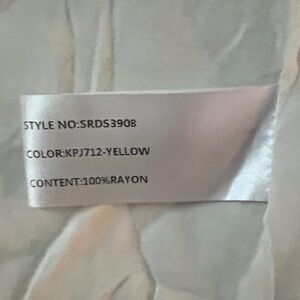 STYLE NO:SRDS3908
COLOR:KPJ712-YELLOW
CONTENT:100%RAYON